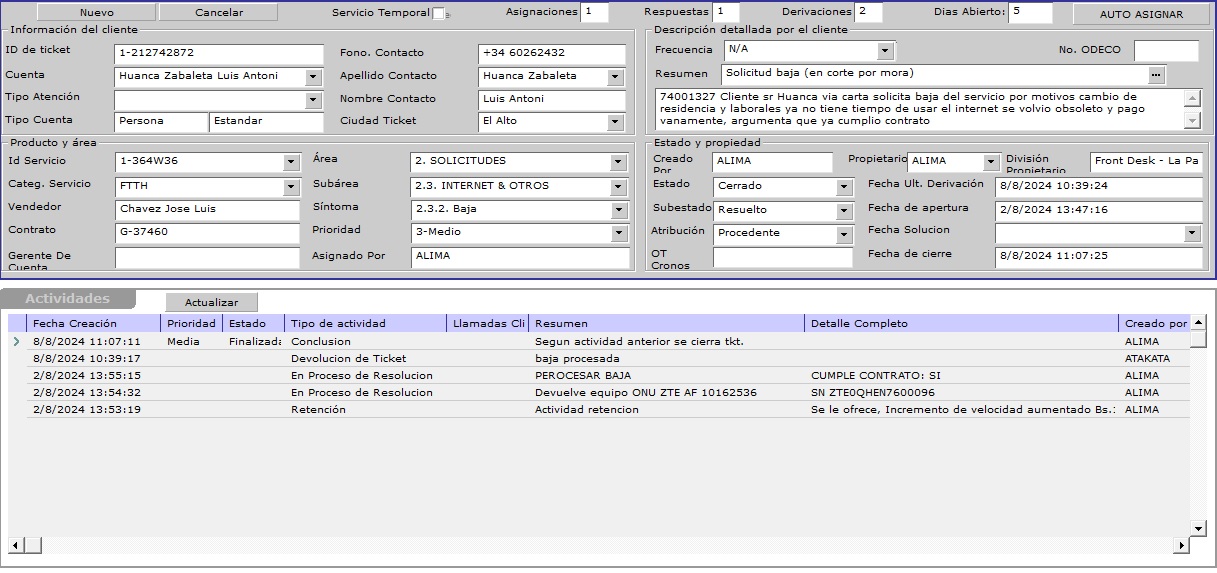 Nuevo Cancelar Servicio Temporal Asignaciones 1 Respuestas 1 Derivaciones 2 Dias Abierto: 5 AUTO ASIGNAR
Información del cliente
ID de ticket 1-212742872 Fono. Contacto +34 60262432
Cuenta Huanca Zabaleta Luis Antoni Apellido Contacto Huanca Zabaleta
Tipo Atención Nombre Contacto Luis Antoni
Tipo Cuenta Persona Estandar Ciudad Ticket El Alto
Descripción detallada por el cliente
Frecuencia N/A No. ODECO
Resumen Solicitud baja (en corte por mora)
74001327 Cliente sr Huanca via carta solicita baja del servicio por motivos cambio de
residencia y laborales ya no tiene tiempo de usar el internet se volvio obsoleto y pago
vanamente, argumenta que ya cumplio contrato
Producto y área
Id Servicio 1-364W36 Área 2. SOLICITUDES
Categ. Servicio FTTH Subárea 2.3. INTERNET & OTROS
Vendedor Chavez Jose Luis Síntoma 2.3.2. Baja
Contrato G-37460 Prioridad 3-Medio
Gerente De Cuenta Asignado Por ALIMA
Estado y propiedad
Creado Por ALIMA Propietario ALIMA División Propietario Front Desk - La Pa
Estado Cerrado Fecha Ult. Derivación 8/8/2024 10:39:24
Subestado Resuelto Fecha de apertura 2/8/2024 13:47:16
Atribución Procedente Fecha Solucion
OT Cronos Fecha de cierre 8/8/2024 11:07:25
Actividades Actualizar
Fecha Creación Prioridad Estado Tipo de actividad Llamadas Cli Resumen Detalle Completo Creado por
8/8/2024 11:07:11 Media Finalizada Conclusion Segun actividad anterior se cierra tkt. ALIMA
8/8/2024 10:39:17 Devolucion de Ticket baja procesada ATAKATA
2/8/2024 13:55:15 En Proceso de Resolucion PEROCESAR BAJA CUMPLE CONTRATO: SI ALIMA
2/8/2024 13:54:32 En Proceso de Resolucion Devuelve equipo ONU ZTE AF 10162536 SN ZTE0QHEN7600096 ALIMA
2/8/2024 13:53:19 Retención Actividad retencion Se le ofrece, Incremento de velocidad aumentado Bs.: ALIMA